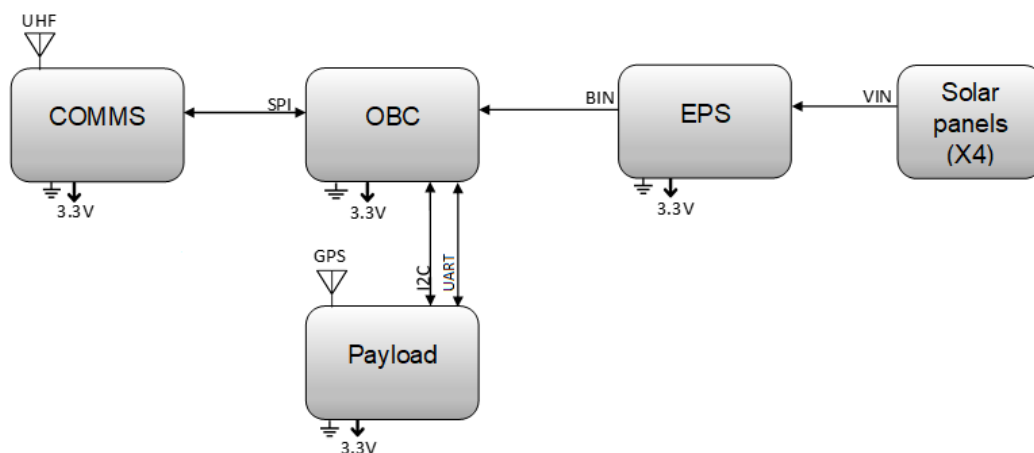 UHF
COMMS
3.3V
SPI
OBC
3.3V
BIN
EPS
3.3V
VIN
Solar
panels
(X4)
I2C
UART
GPS
Payload
3.3V